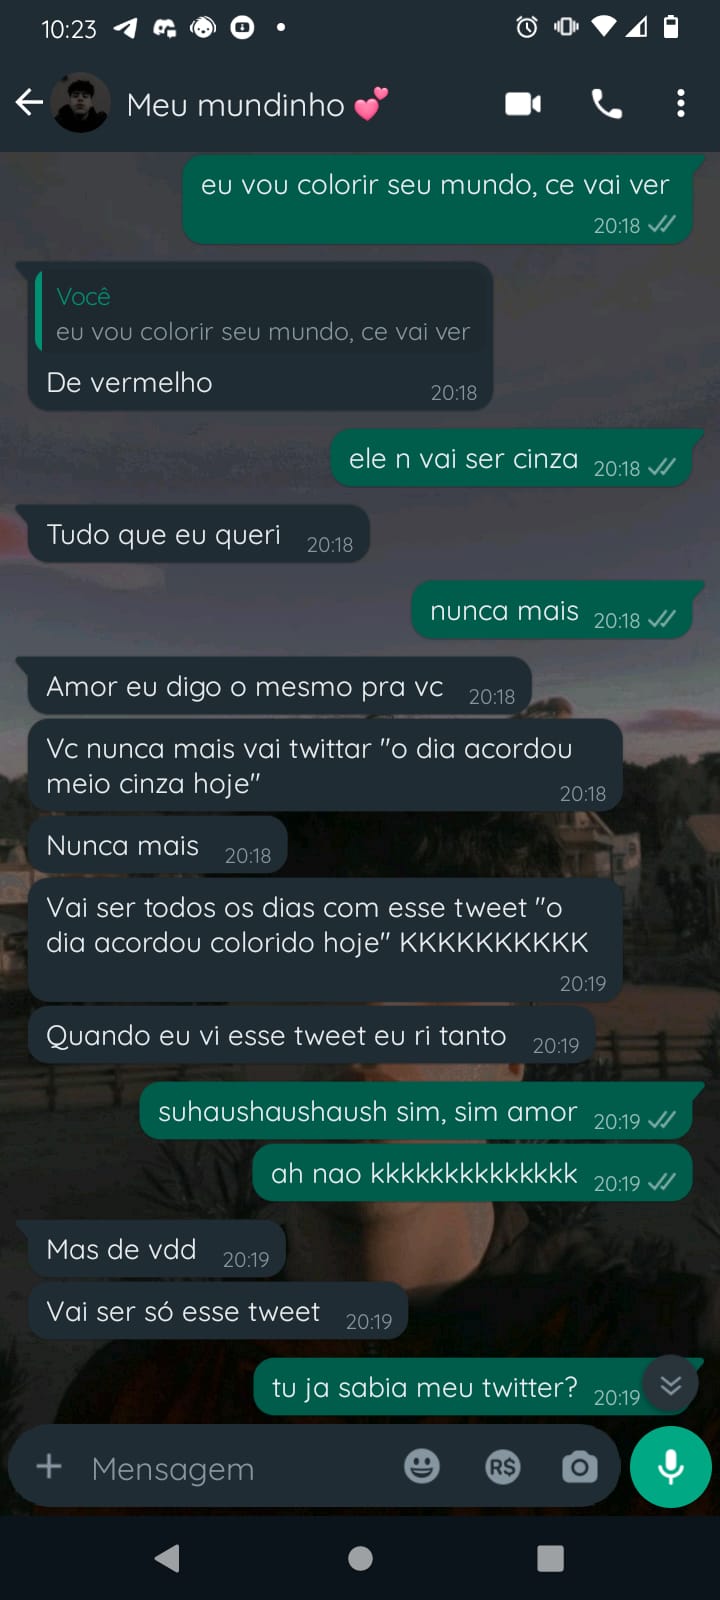 10:23
Meu mundinho 💕
eu vou colorir seu mundo, ce vai ver
20:18
Você
eu vou colorir seu mundo, ce vai ver
De vermelho
20:18
ele n vai ser cinza
20:18
Tudo que eu queri
20:18
nunca mais
20:18
Amor eu digo o mesmo pra vc
20:18
Vc nunca mais vai twittar "o dia acordou
meio cinza hoje"
20:18
Nunca mais
20:18
Vai ser todos os dias com esse tweet "o
dia acordou colorido hoje" KKKKKKKKKK
20:19
Quando eu vi esse tweet eu ri tanto
20:19
suhaushaushaush sim, sim amor
20:19
ah nao kkkkkkkkkkkkkk
20:19
Mas de vdd
20:19
Vai ser só esse tweet
20:19
tu ja sabia meu twitter?
20:19
Mensagem
R$